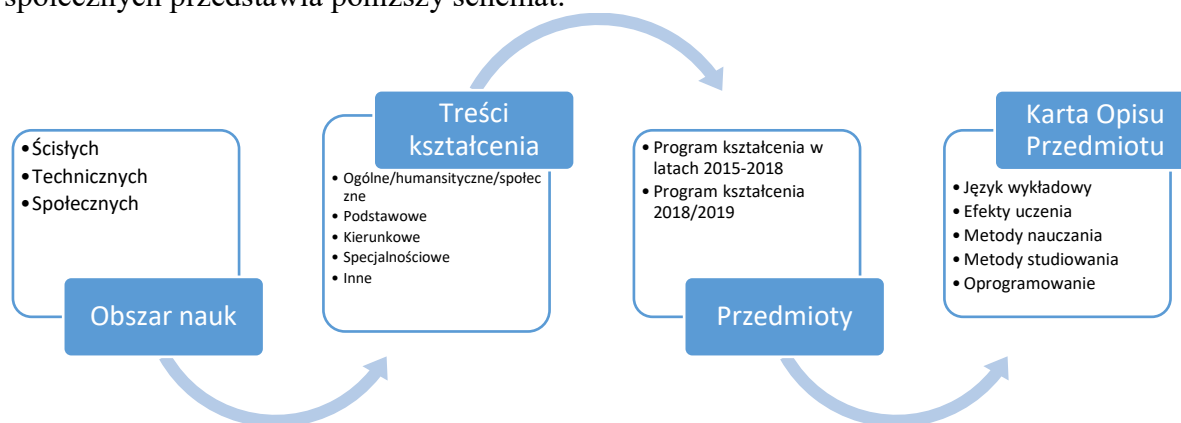 społecznych przedstawia poniższy schemat.
• Ścisłych
• Technicznych
• Społecznych
Obszar nauk
Treści
kształcenia
• Ogólne/humansityczne/społec
zne
• Podstawowe
• Kierunkowe
• Specjalnościowe
• Inne
• Program kształcenia w
latach 2015-2018
• Program kształcenia
2018/2019
Przedmioty
Karta Opisu
Przedmiotu
• Język wykładowy
• Efekty uczenia
• Metody nauczania
• Metody studiowania
• Oprogramowanie